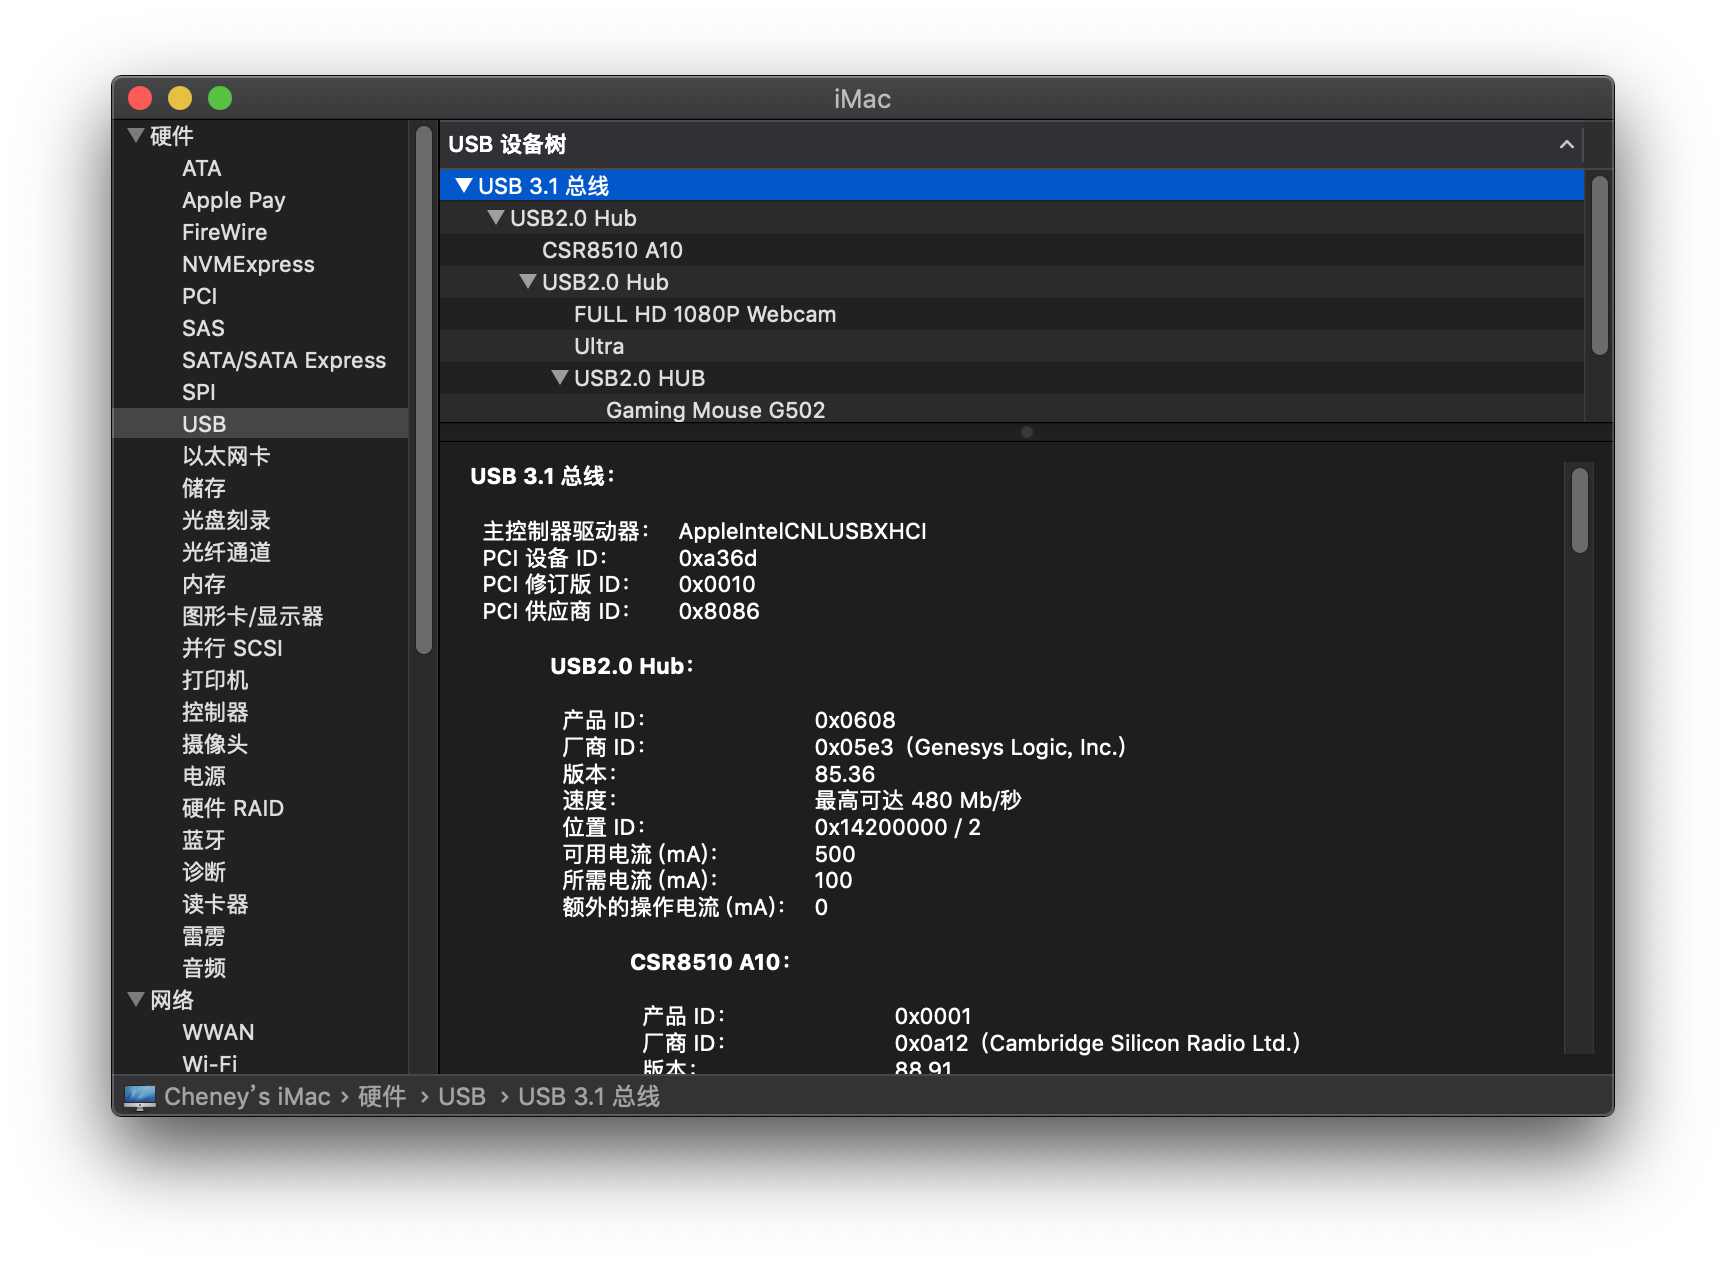 iMac
硬件
ATA
Apple Pay
FireWire
NVMExpress
PCI
SAS
SATA/SATA Express
SPI
USB
以太网卡
储存
光盘刻录
光纤通道
内存
图形卡/显示器
并行 SCSI
打印机
控制器
摄像头
电源
硬件 RAID
蓝牙
诊断
读卡器
雷雳
音频
网络
WWAN
Wi-Fi
USB 设备树
USB 3.1 总线
USB2.0 Hub
CSR8510 A10
USB2.0 Hub
FULL HD 1080P Webcam
Ultra
USB2.0 HUB
Gaming Mouse G502
USB 3.1 总线：
主控制器驱动器： AppleIntelCNLUSBXHCI
PCI 设备 ID： 0xa36d
PCI 修订版 ID： 0x0010
PCI 供应商 ID： 0x8086
USB2.0 Hub：
产品 ID： 0x0608
厂商 ID： 0x05e3（Genesys Logic, Inc.）
版本： 85.36
速度： 最高可达 480 Mb/秒
位置 ID： 0x14200000 / 2
可用电流 (mA)： 500
所需电流 (mA)： 100
额外的操作电流 (mA)： 0
CSR8510 A10：
产品 ID： 0x0001
厂商 ID： 0x0a12（Cambridge Silicon Radio Ltd.）
版本： 88.91
Cheney’s iMac › 硬件 › USB › USB 3.1 总线